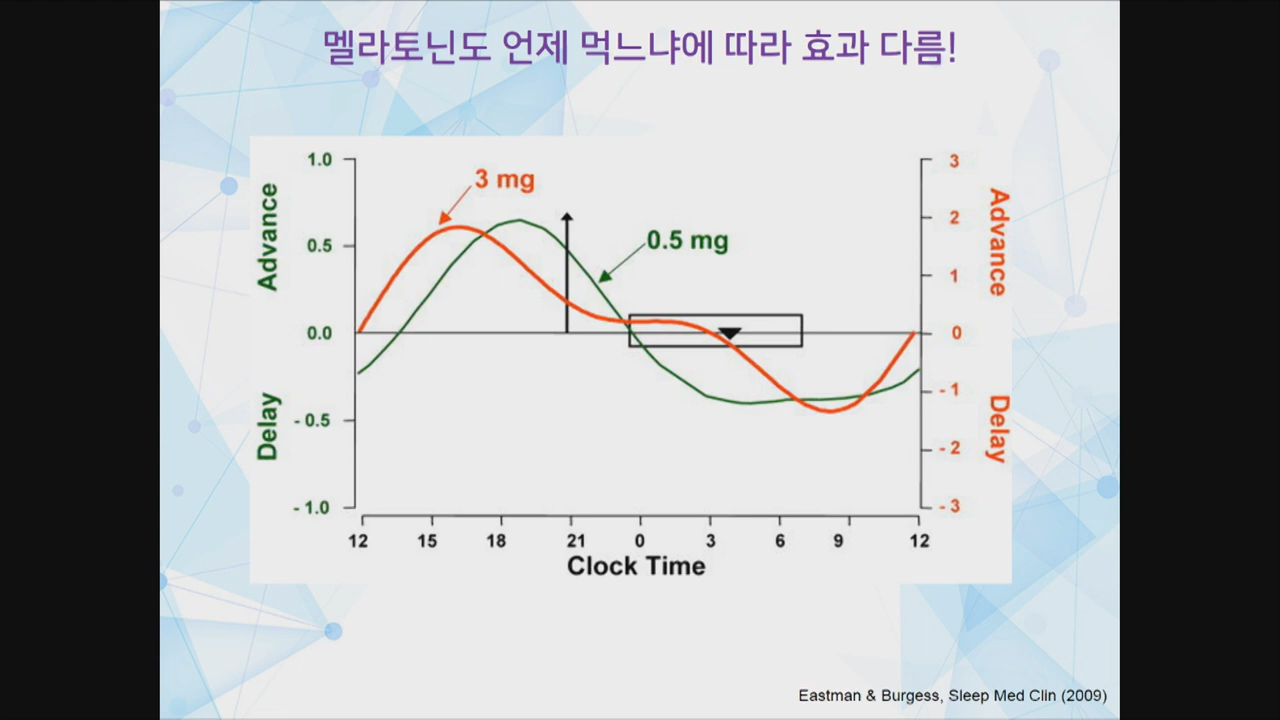 멜라토닌도 언제 먹느냐에 따라 효과 다름!
Advance
Delay
1.0
0.5
0.0
- 0.5
- 1.0
3 mg
0.5 mg
3
2
1
0
- 1
- 2
- 3
Advance
Delay
12 15 18 21 0 3 6 9 12
Clock Time
Eastman & Burgess, Sleep Med Clin (2009)